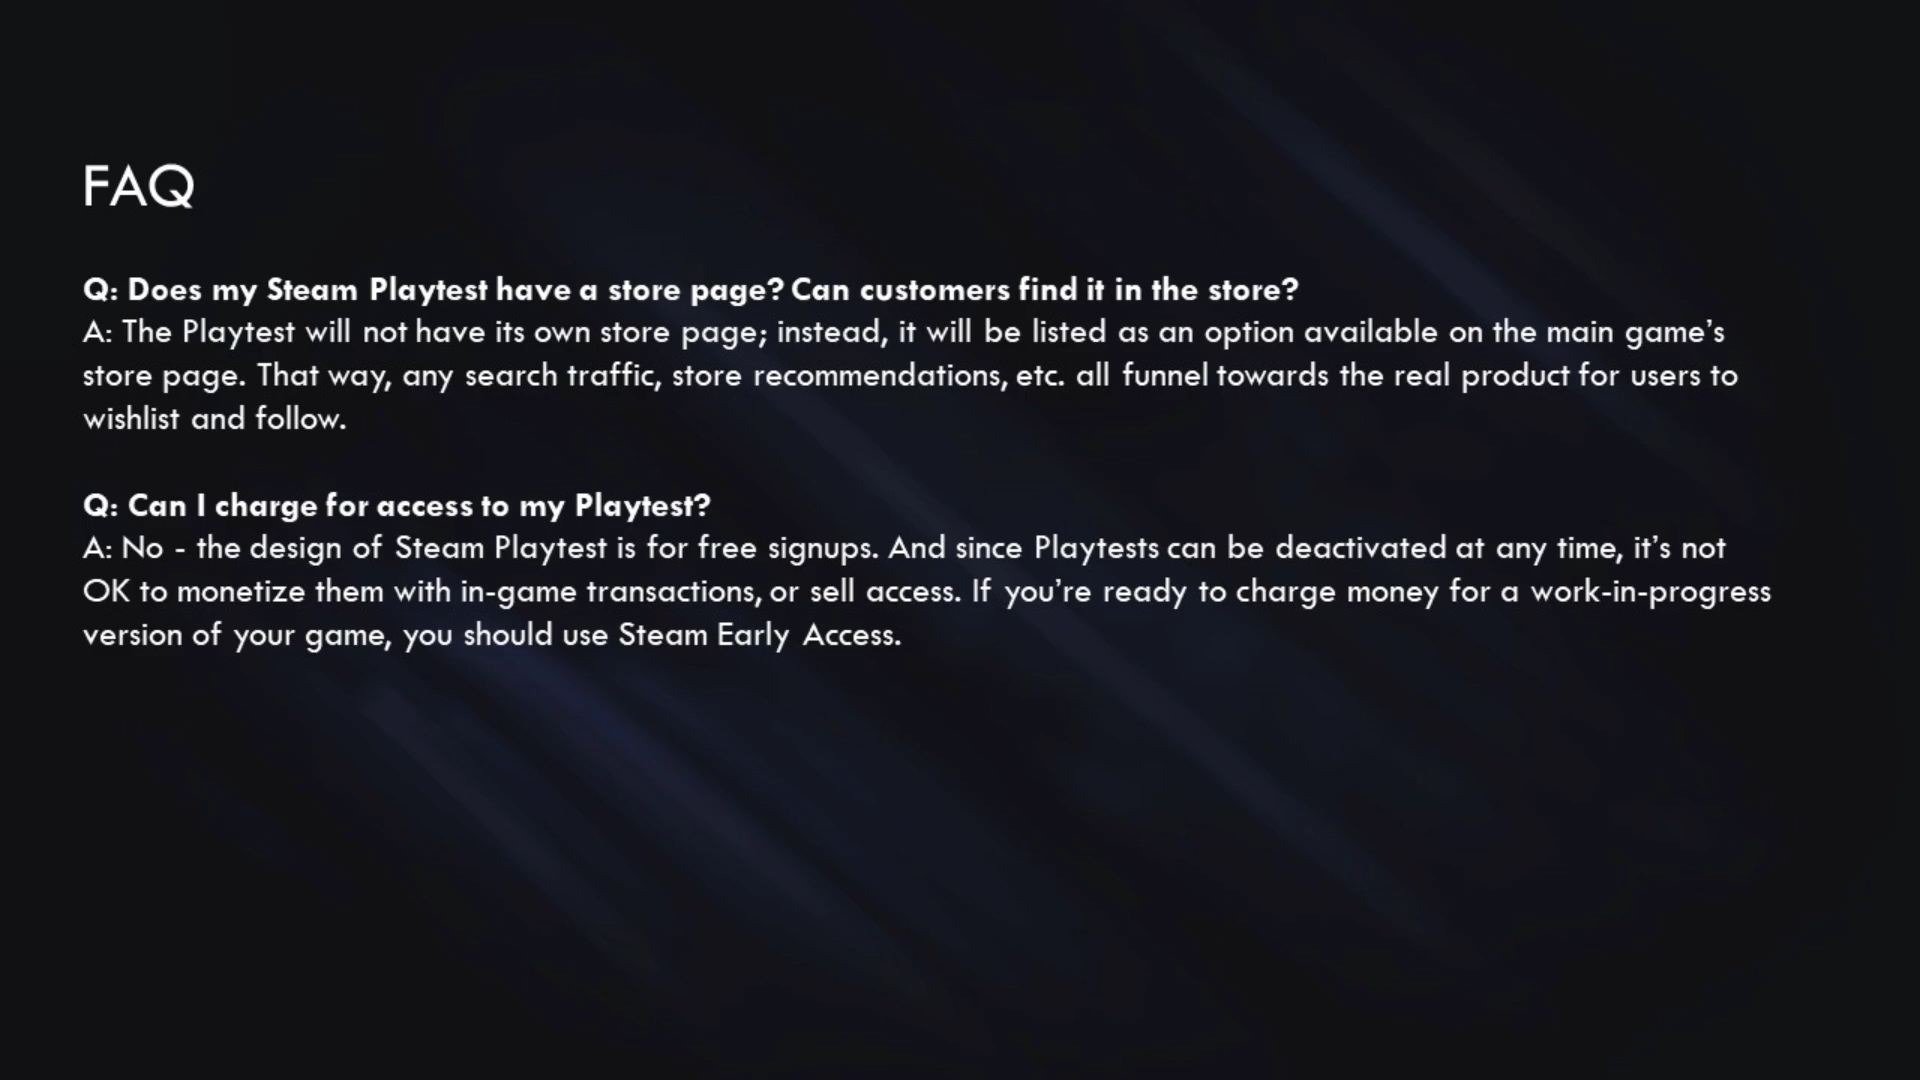 FAQ
Q: Does my Steam Playtest have a store page? Can customers find it in the store?
A: The Playtest will not have its own store page; instead, it will be listed as an option available on the main game’s
store page. That way, any search traffic, store recommendations, etc. all funnel towards the real product for users to
wishlist and follow.
Q: Can I charge for access to my Playtest?
A: No - the design of Steam Playtest is for free signups. And since Playtests can be deactivated at any time, it’s not
OK to monetize them with in-game transactions, or sell access. If you’re ready to charge money for a work-in-progress
version of your game, you should use Steam Early Access.